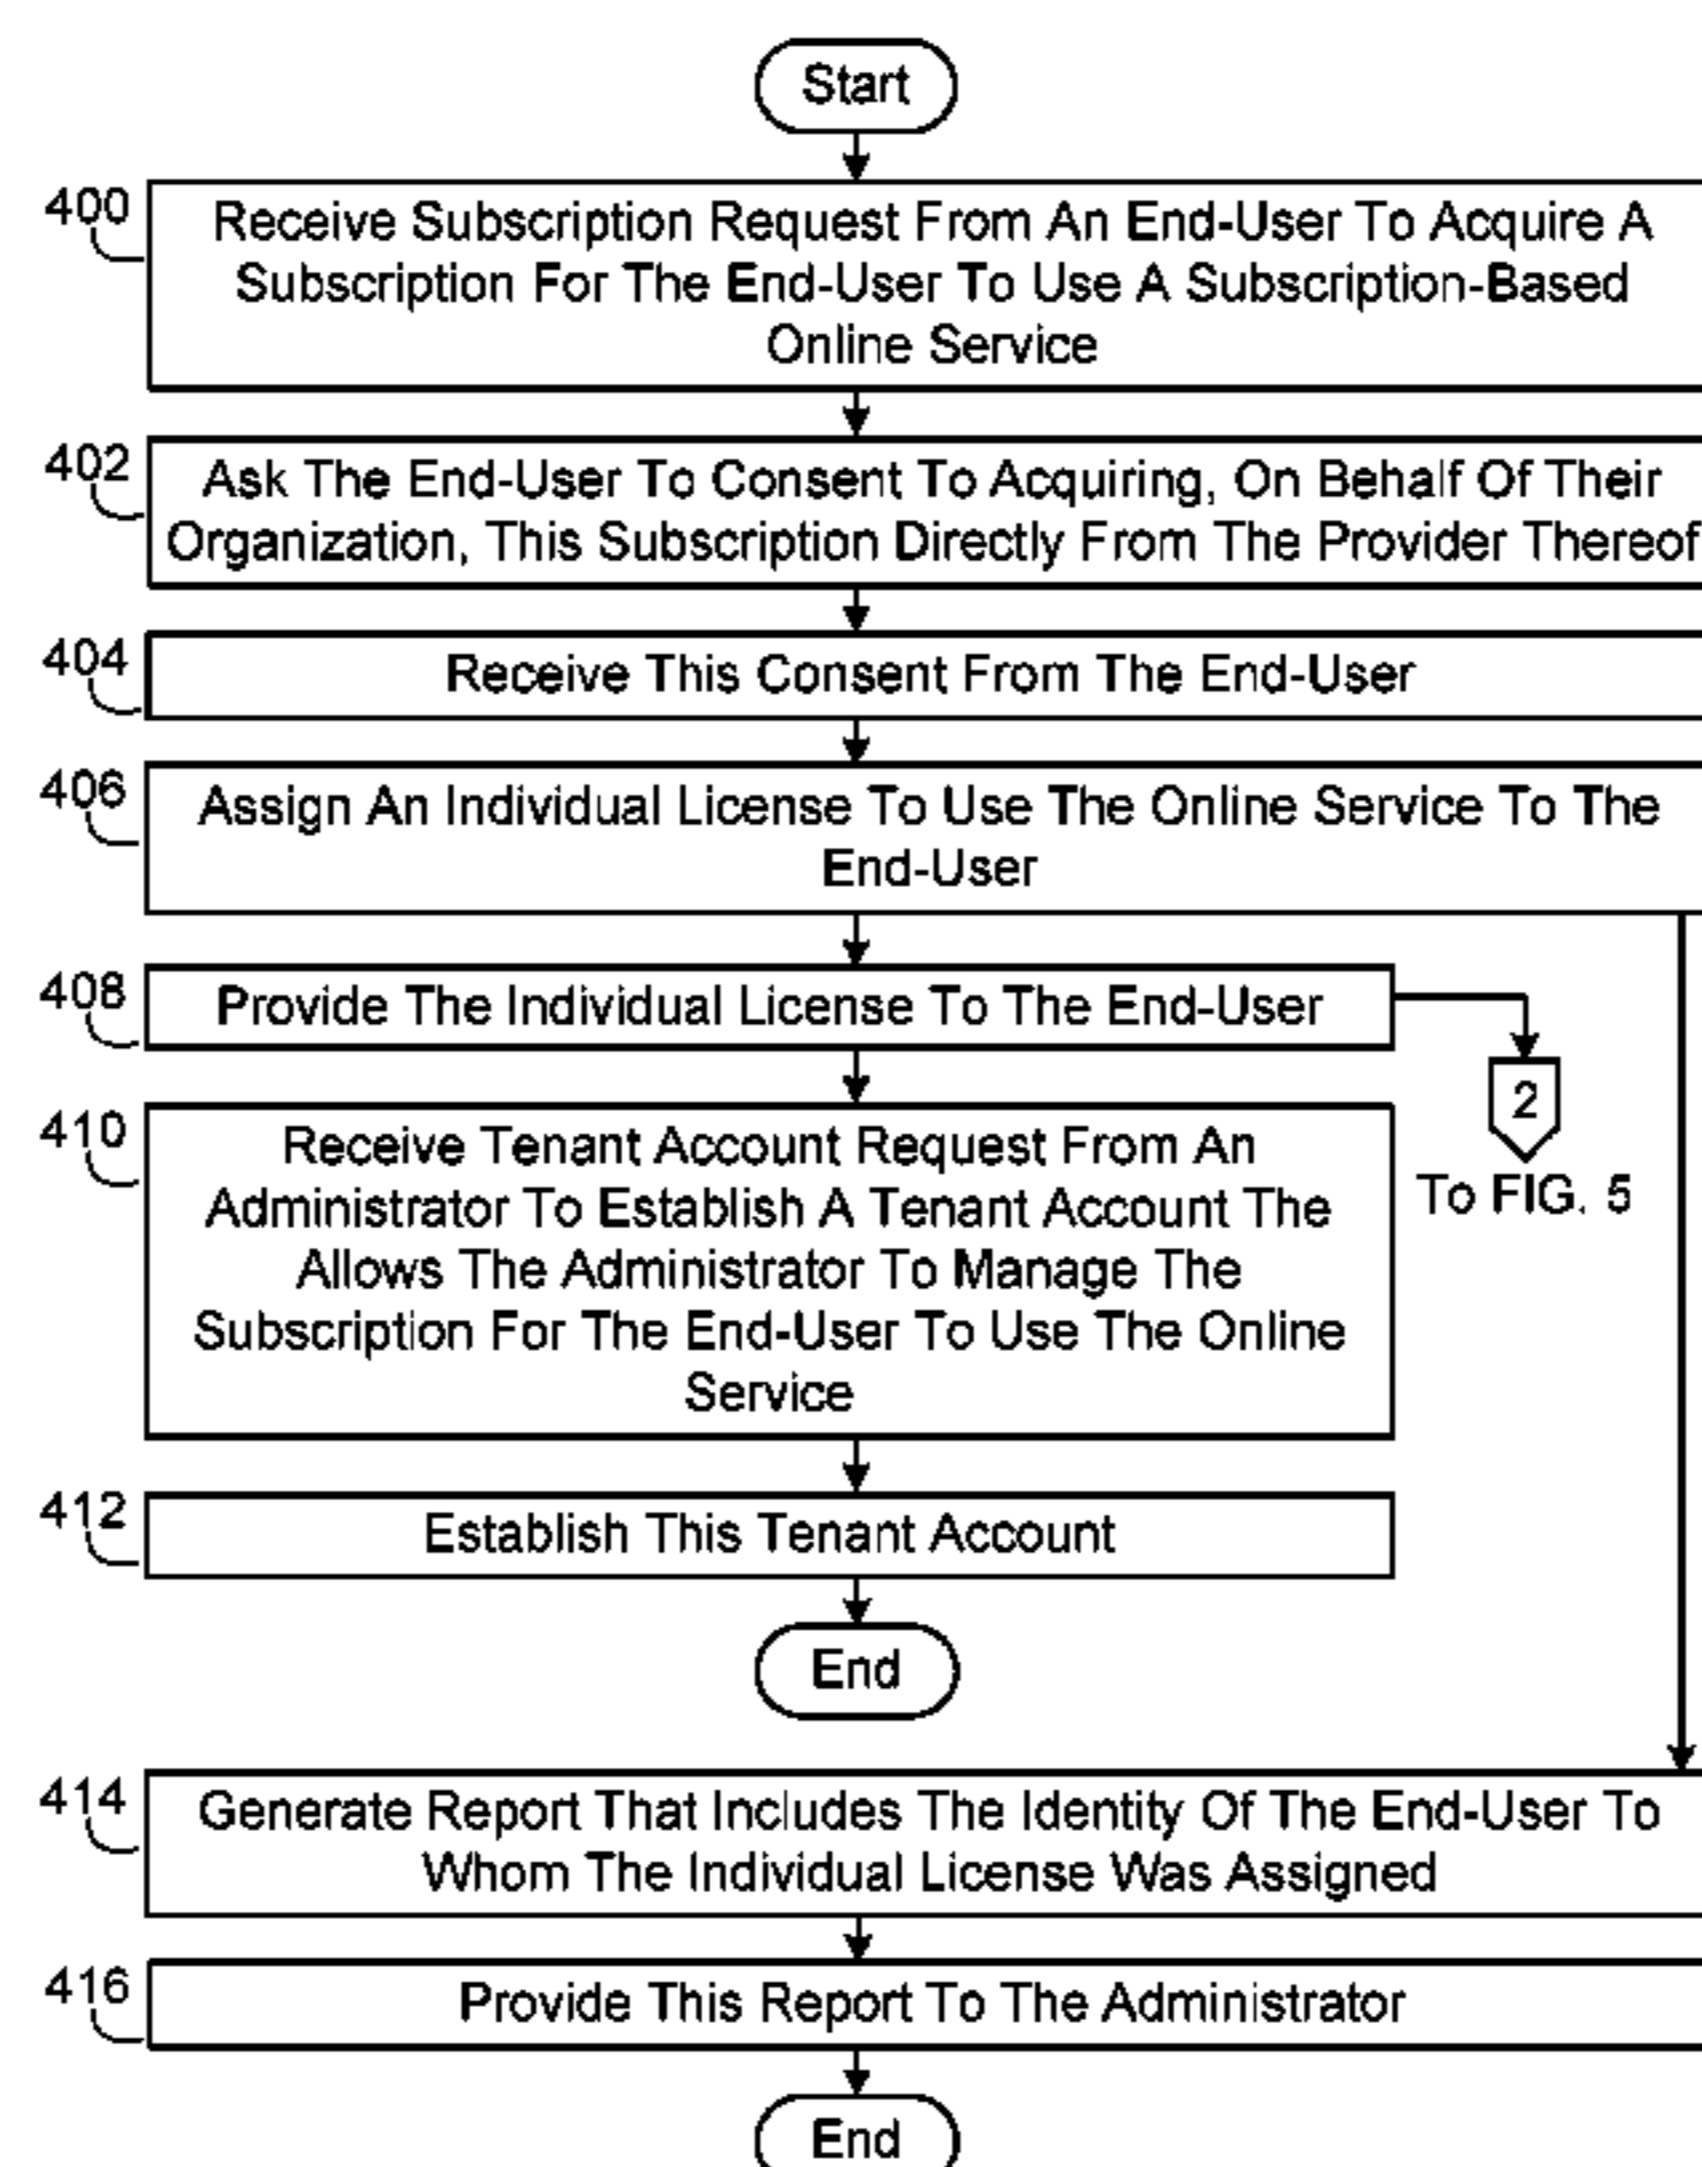 Start
400
Receive Subscription Request From An End-User To Acquire A
Subscription For The End-User To Use A Subscription-Based
Online Service
402
Ask The End-User To Consent To Acquiring, On Behalf Of Their
Organization, This Subscription Directly From The Provider Thereof
404
Receive This Consent From The End-User
406
Assign An Individual License To Use The Online Service To The
End-User
408
Provide The Individual License To The End-User
2
To FIG. 5
410
Receive Tenant Account Request From An
Administrator To Establish A Tenant Account The
Allows The Administrator To Manage The
Subscription For The End-User To Use The Online
Service
412
Establish This Tenant Account
End
414
Generate Report That Includes The Identity Of The End-User To
Whom The Individual License Was Assigned
416
Provide This Report To The Administrator
End